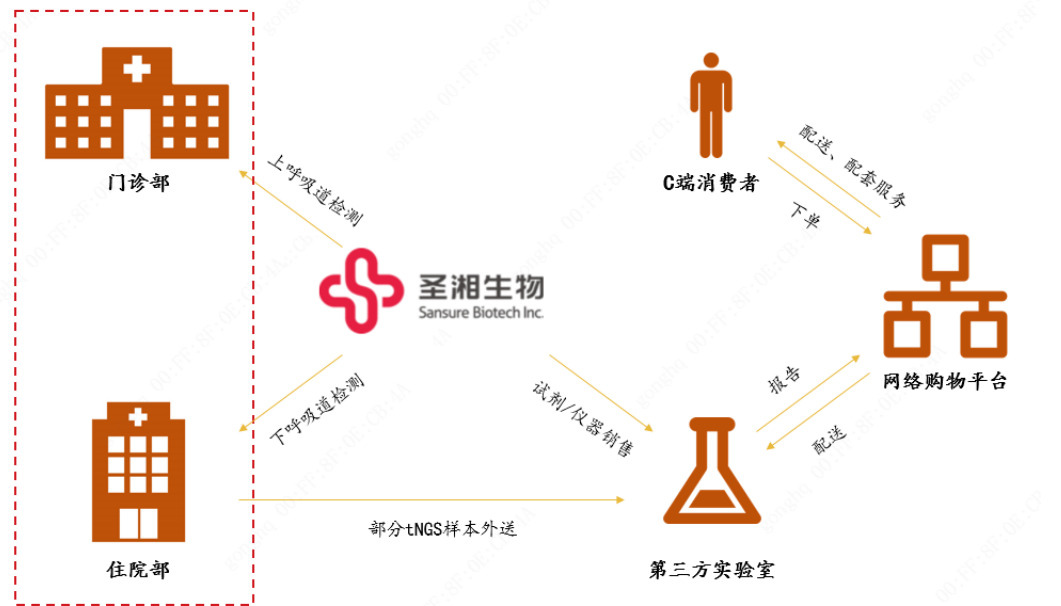 门诊部
上呼吸道检测
C端消费者
配送、配套服务
下单
圣湘生物
Sansure Biotech Inc.
网络购物平台
下呼吸道检测
试剂/仪器销售
报告
配送
部分tNGS样本外送
住院部
第三方实验室